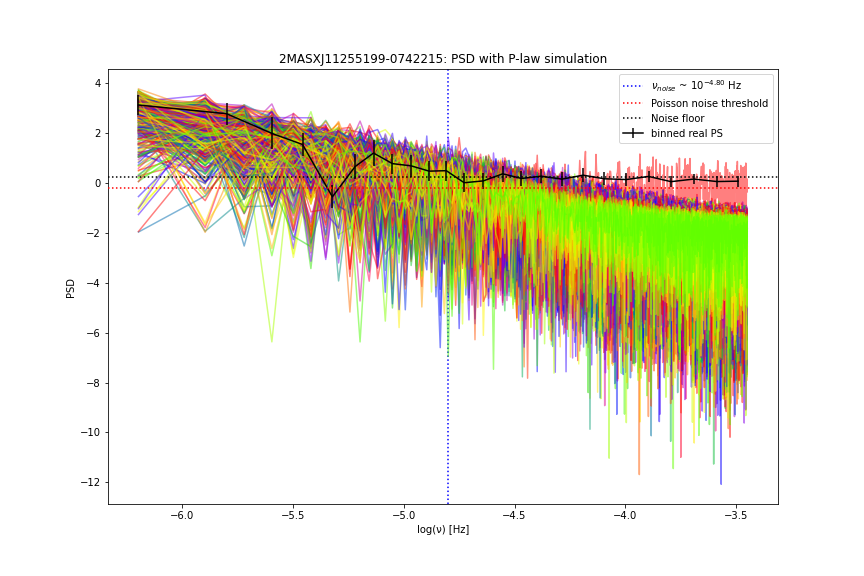 2MASXJ11255199-0742215: PSD with P-law simulation
ν_noise ~ 10^−4.80 Hz
Poisson noise threshold
Noise floor
binned real PS
PSD
4
2
0
−2
−4
−6
−8
−10
−12
−6.0 −5.5 −5.0 −4.5 −4.0 −3.5
log(ν) [Hz]